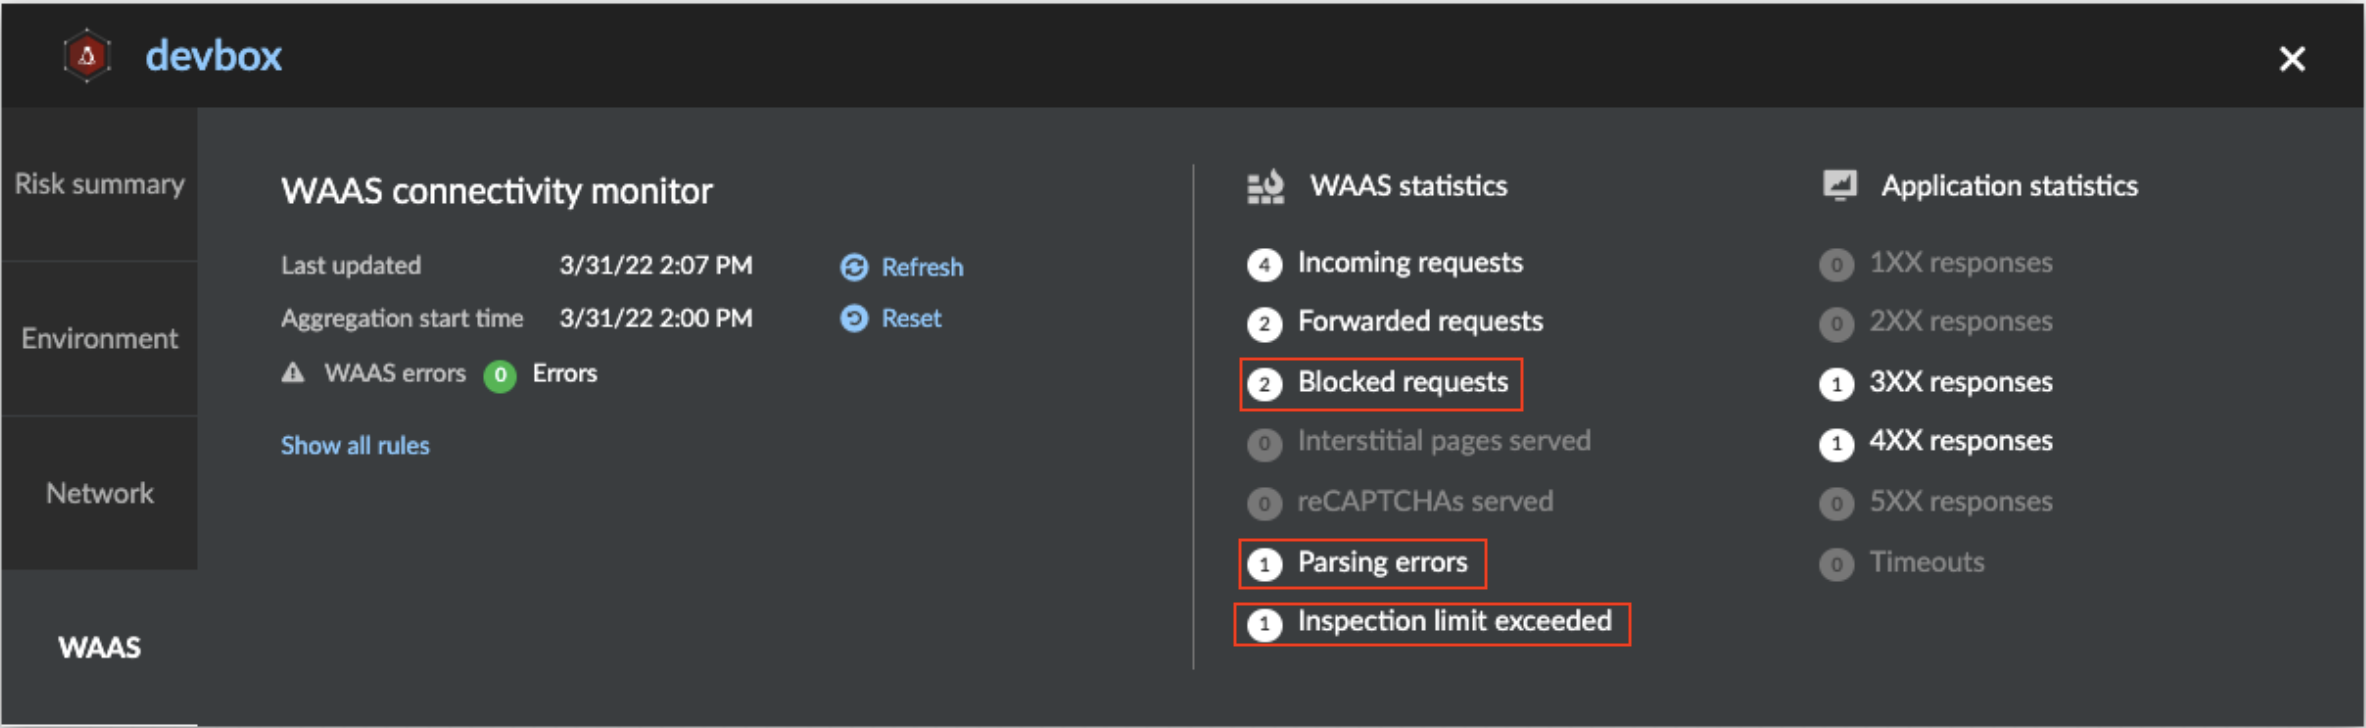 devbox
Risk summary
Environment
Network
WAAS
WAAS connectivity monitor
Last updated 3/31/22 2:07 PM Refresh
Aggregation start time 3/31/22 2:00 PM Reset
WAAS errors 0 Errors
Show all rules
WAAS statistics
4 Incoming requests
2 Forwarded requests
2 Blocked requests
0 Interstitial pages served
0 reCAPTCHAs served
1 Parsing errors
1 Inspection limit exceeded
Application statistics
0 1XX responses
0 2XX responses
1 3XX responses
1 4XX responses
0 5XX responses
0 Timeouts